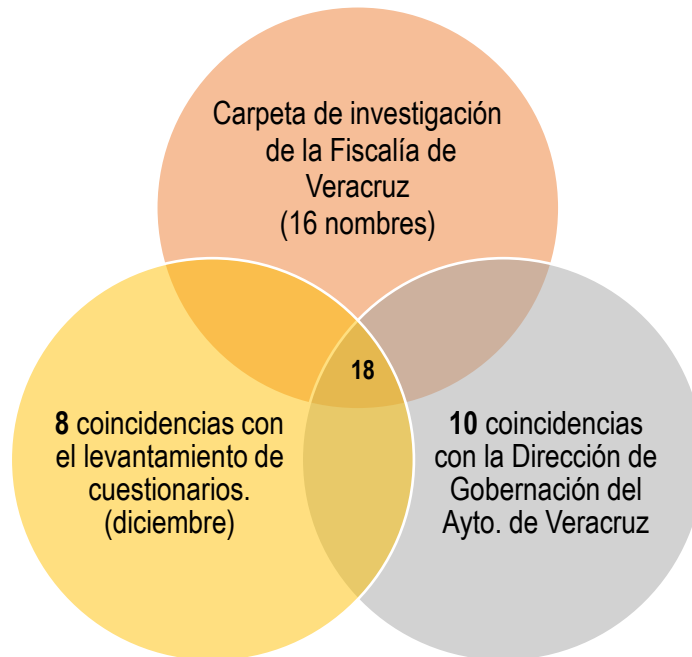 Carpeta de investigación
de la Fiscalía de
Veracruz
(16 nombres)
18
8 coincidencias con
el levantamiento de
cuestionarios.
(diciembre)
10 coincidencias
con la Dirección de
Gobernación del
Ayto. de Veracruz